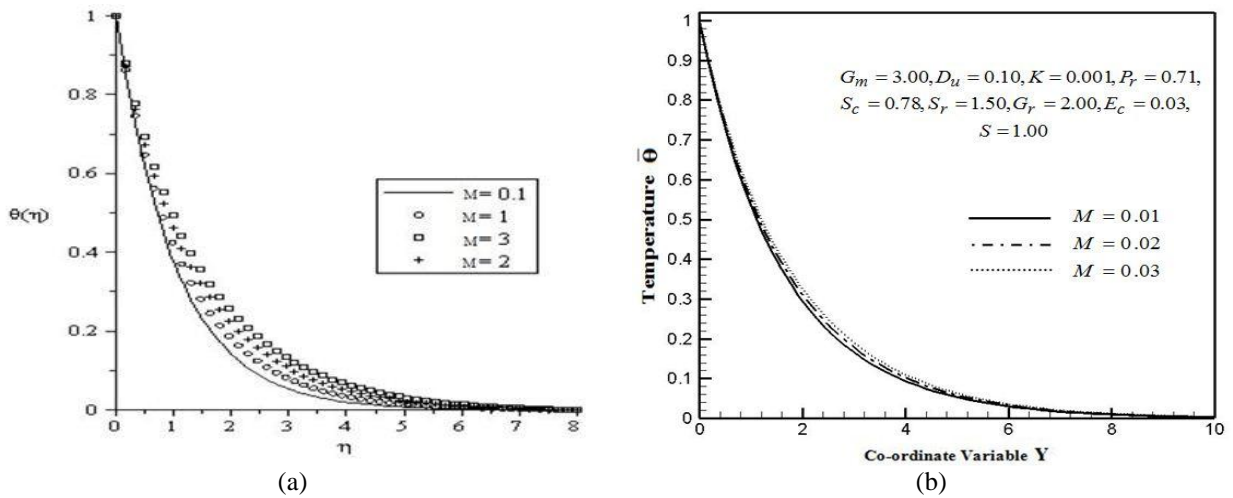 1
0.8
0.6
θ(η)
0.4
0.2
0
0 1 2 3 4 5 6 7 8
η
M= 0.1
M= 1
M= 3
M= 2
(a)
1
0.9
0.8
0.7
0.6
0.5
0.4
0.3
0.2
0.1
0
Temperature θ̅
G_m = 3.00, D_u = 0.10, K = 0.001, P_r = 0.71,
S_c = 0.78, S_r = 1.50, G_r = 2.00, E_c = 0.03,
S = 1.00
M = 0.01
M = 0.02
M = 0.03
0 2 4 6 8 10
Co-ordinate Variable Y
(b)